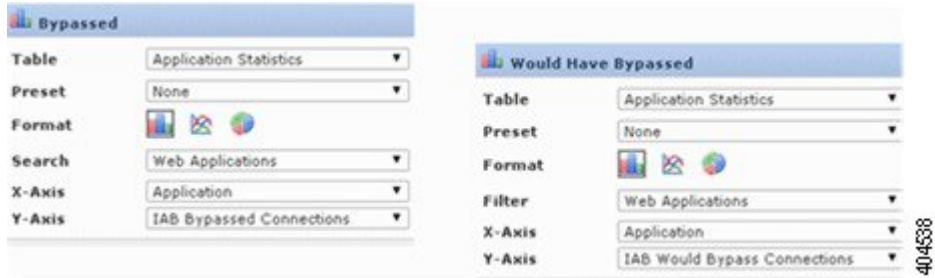 Bypassed
Table Application Statistics
Preset None
Format
Search Web Applications
X-Axis Application
Y-Axis IAB Bypassed Connections
Would Have Bypassed
Table Application Statistics
Preset None
Format
Filter Web Applications
X-Axis Application
Y-Axis IAB Would Bypass Connections
404538